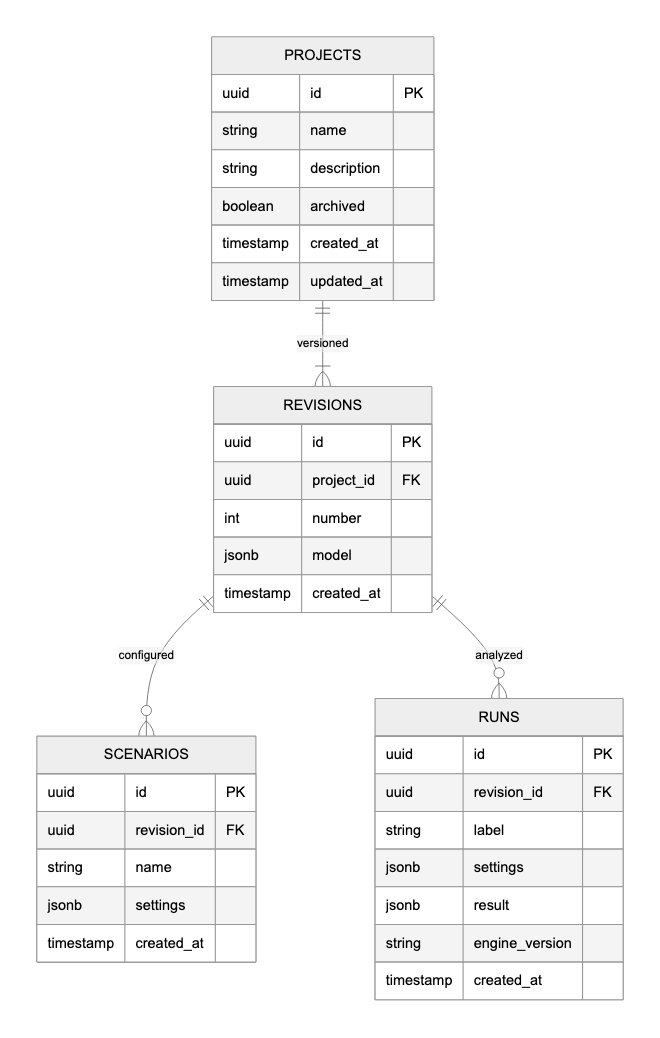 PROJECTS
uuid id PK
string name
string description
boolean archived
timestamp created_at
timestamp updated_at
versioned
REVISIONS
uuid id PK
uuid project_id FK
int number
jsonb model
timestamp created_at
configured
analyzed
SCENARIOS
uuid id PK
uuid revision_id FK
string name
jsonb settings
timestamp created_at
RUNS
uuid id PK
uuid revision_id FK
string label
jsonb settings
jsonb result
string engine_version
timestamp created_at